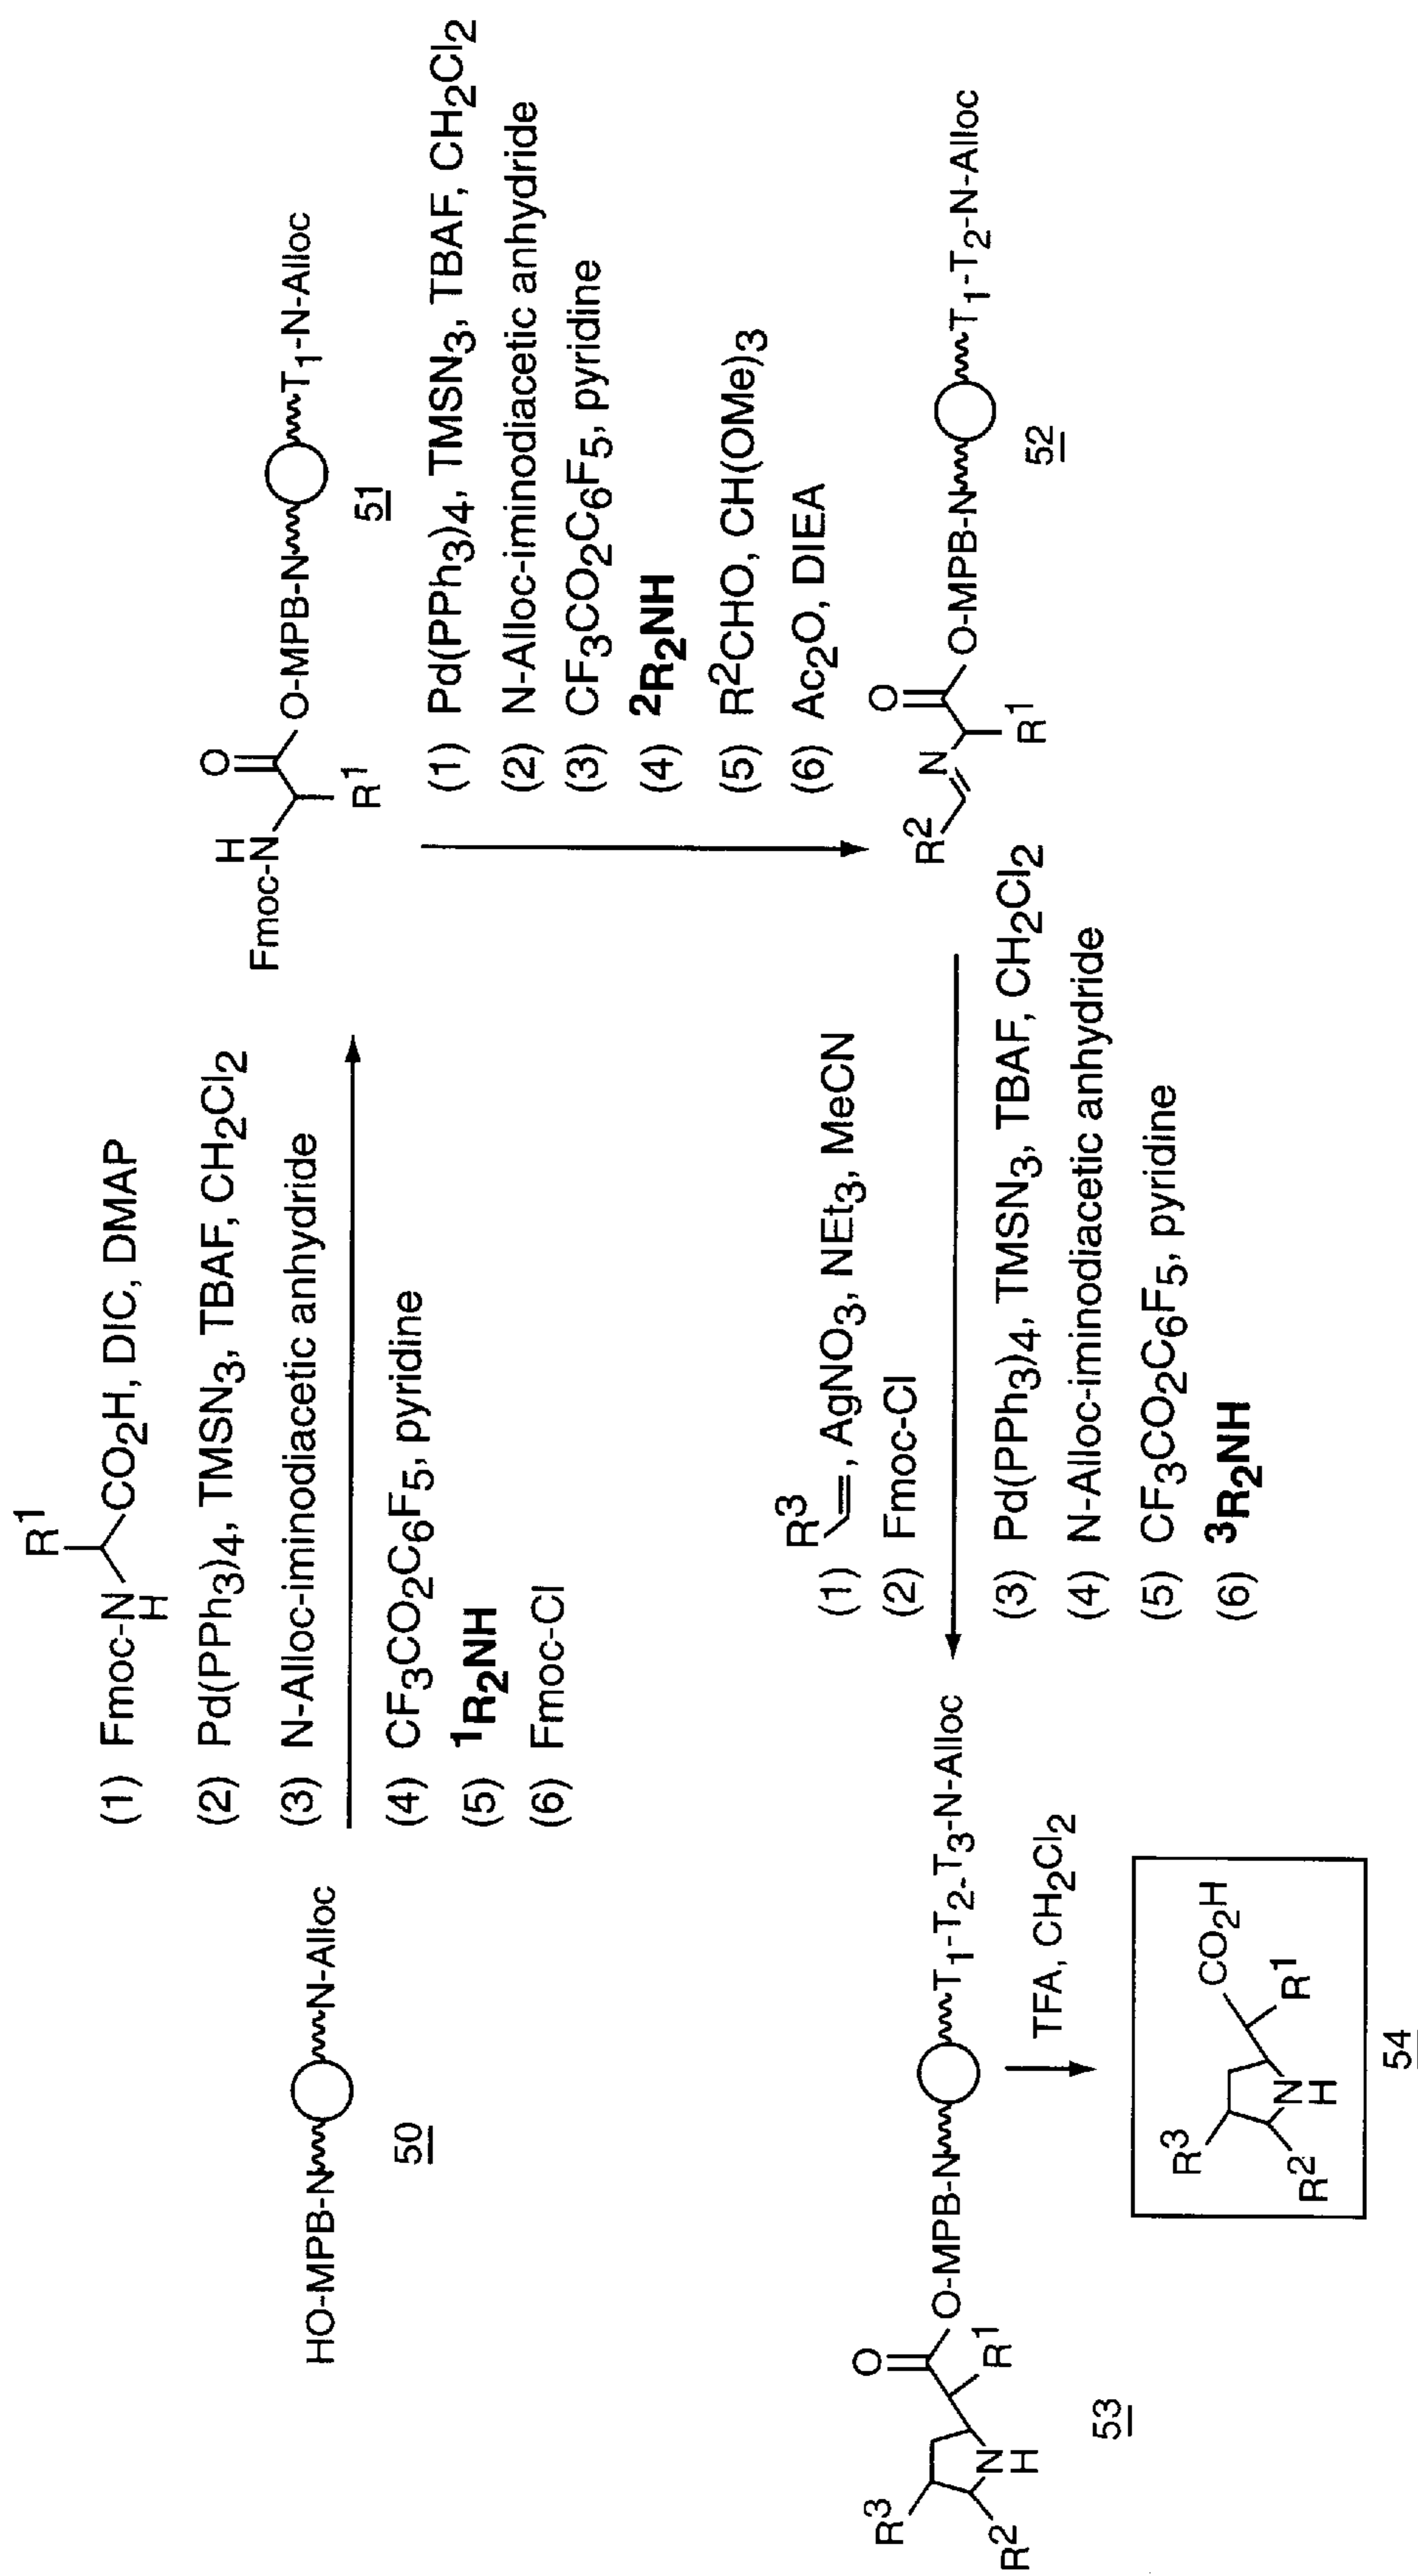 HO-MPB-N N-Alloc
50
R1
(1) Fmoc-N CO2H, DIC, DMAP
H
(2) Pd(PPh3)4, TMSN3, TBAF, CH2Cl2
(3) N-Alloc-iminodiacetic anhydride
(4) CF3CO2C6F5, pyridine
(5) 1R2NH
(6) Fmoc-Cl
H O
Fmoc-N O-MPB-N T1-N-Alloc
R1
51
(1) Pd(PPh3)4, TMSN3, TBAF, CH2Cl2
(2) N-Alloc-iminodiacetic anhydride
(3) CF3CO2C6F5, pyridine
(4) 2R2NH
(5) R2CHO, CH(OMe)3
(6) Ac2O, DIEA
O
R2 N O-MPB-N T1-T2-N-Alloc
R1
52
R3
(1) , AgNO3, NEt3, MeCN
(2) Fmoc-Cl
(3) Pd(PPh3)4, TMSN3, TBAF, CH2Cl2
(4) N-Alloc-iminodiacetic anhydride
(5) CF3CO2C6F5, pyridine
(6) 3R2NH
O
R3 O-MPB-N T1-T2-T3-N-Alloc
R1
N
H
R2
53
TFA, CH2Cl2
R3 CO2H
R1
N
H
R2
54